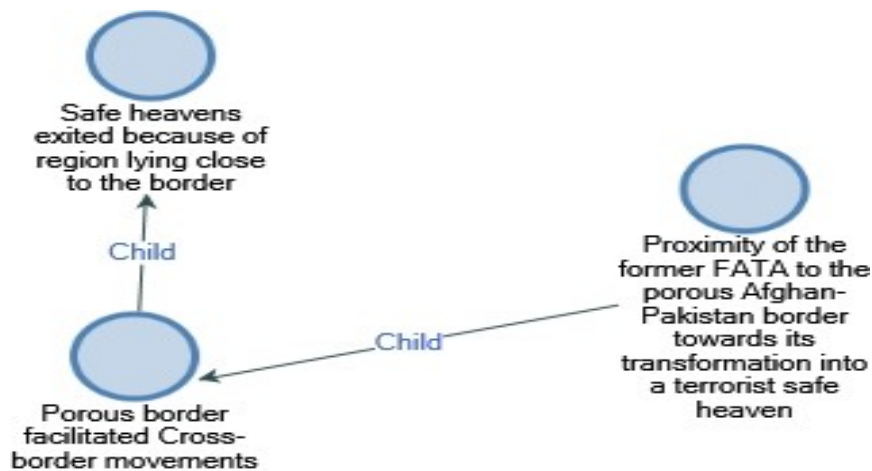 Safe heavens
exited because of
region lying close
to the border
Child
Proximity of the
former FATA to the
porous Afghan-
Pakistan border
towards its
transformation into
a terrorist safe
heaven
Child
Porous border
facilitated Cross-
border movements